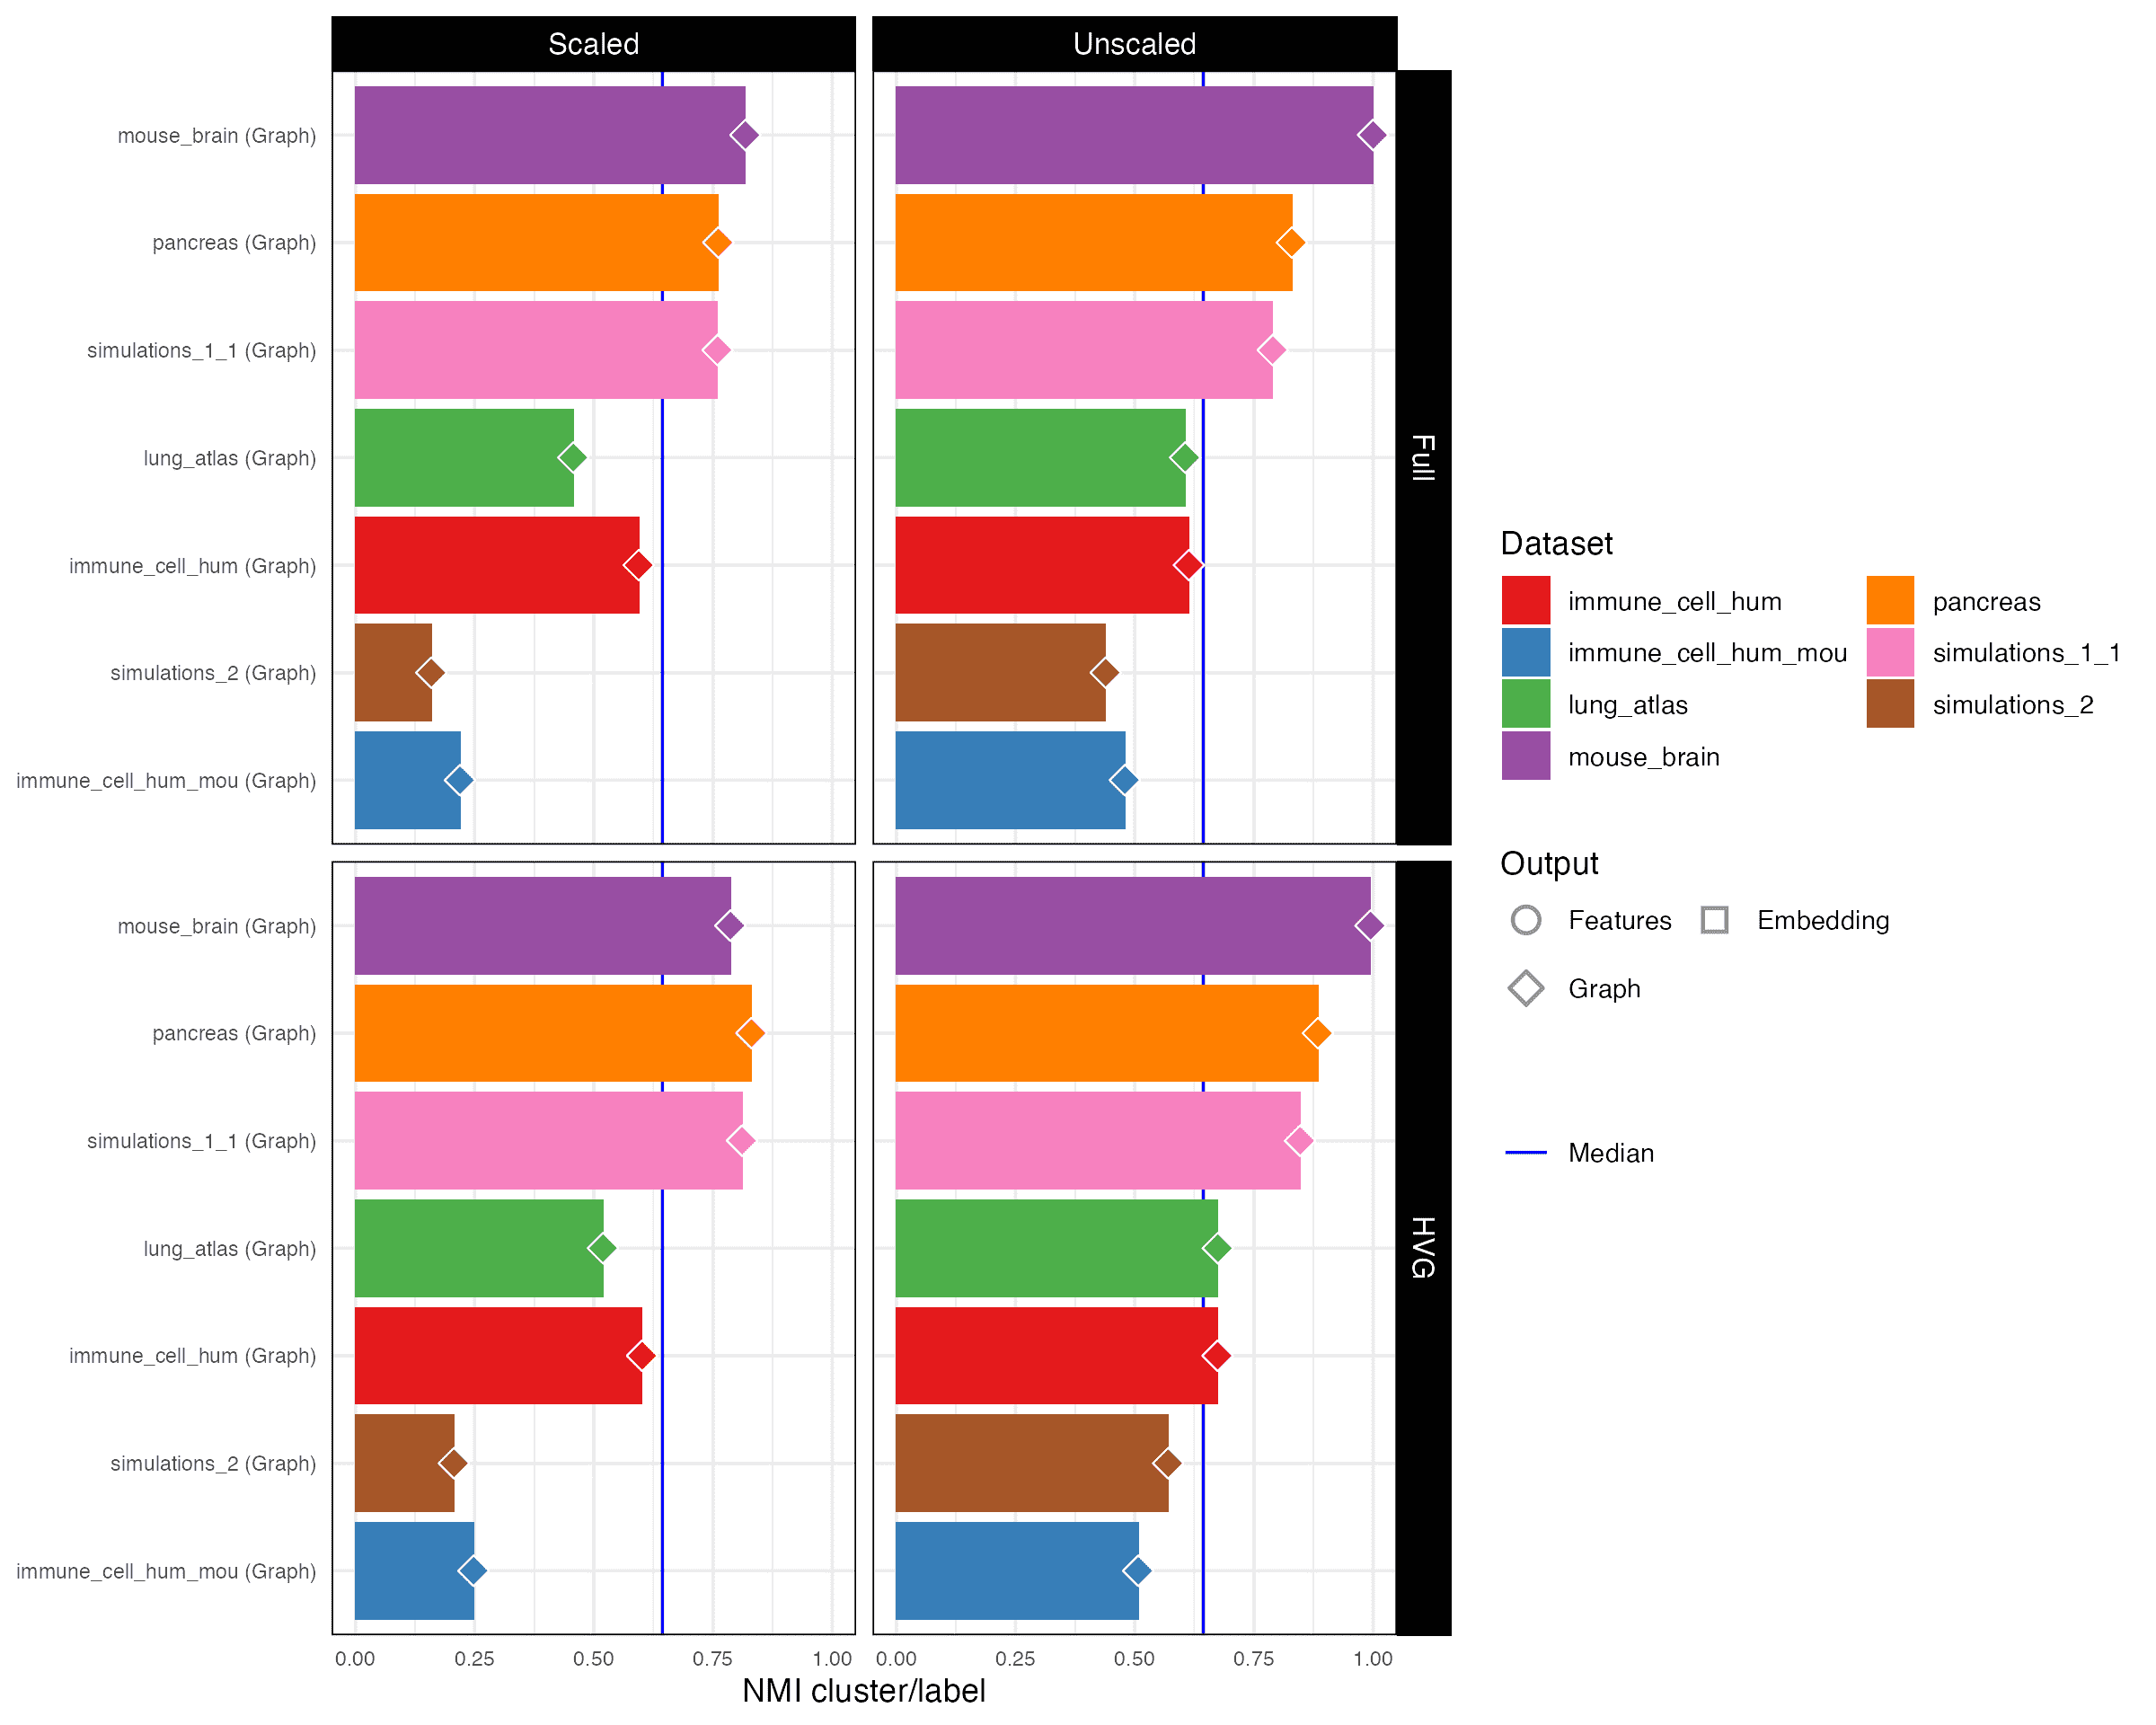 Scaled
Unscaled
mouse_brain (Graph)
pancreas (Graph)
simulations_1_1 (Graph)
lung_atlas (Graph)
immune_cell_hum (Graph)
simulations_2 (Graph)
immune_cell_hum_mou (Graph)
Full
mouse_brain (Graph)
pancreas (Graph)
simulations_1_1 (Graph)
lung_atlas (Graph)
immune_cell_hum (Graph)
simulations_2 (Graph)
immune_cell_hum_mou (Graph)
HVG
0.00 0.25 0.50 0.75 1.00
0.00 0.25 0.50 0.75 1.00
NMI cluster/label
Dataset
immune_cell_hum
immune_cell_hum_mou
lung_atlas
mouse_brain
pancreas
simulations_1_1
simulations_2
Output
Features
Embedding
Graph
Median